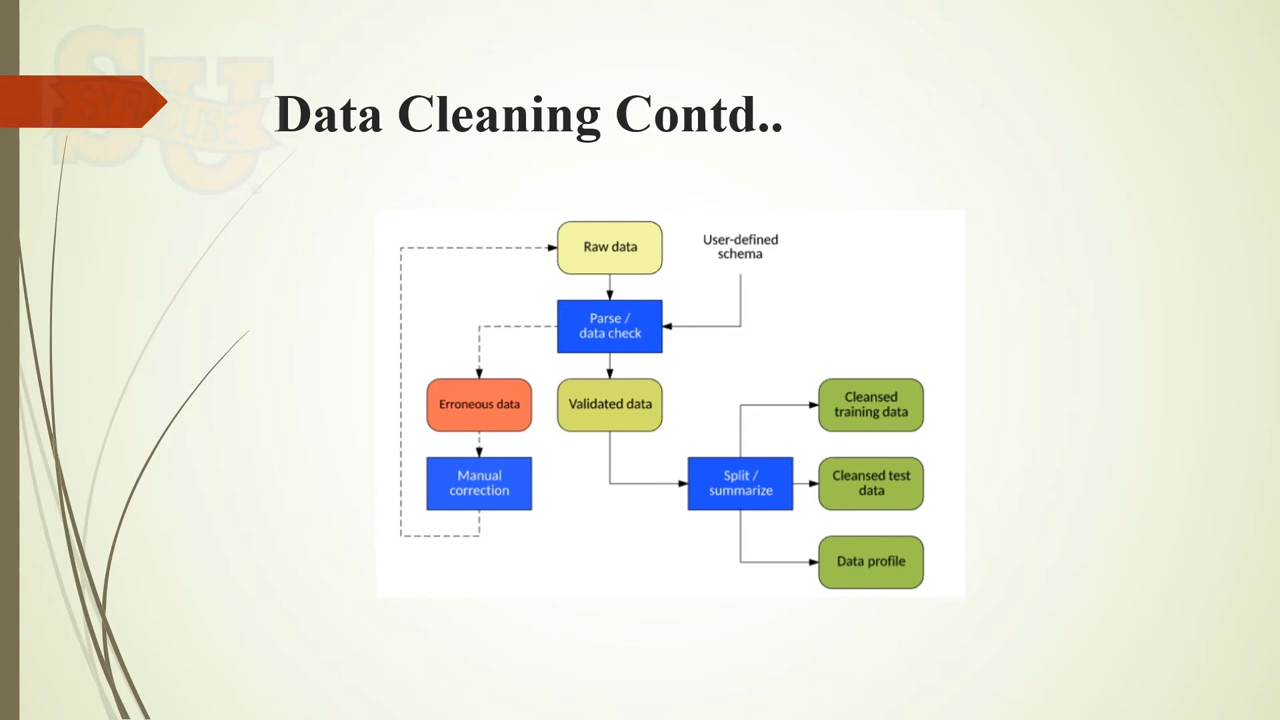 SYRACUSE
Data Cleaning Contd..
Raw data
User-defined
schema
Parse /
data check
Erroneous data
Validated data
Cleansed
training data
Manual
correction
Split /
summarize
Cleansed test
data
Data profile